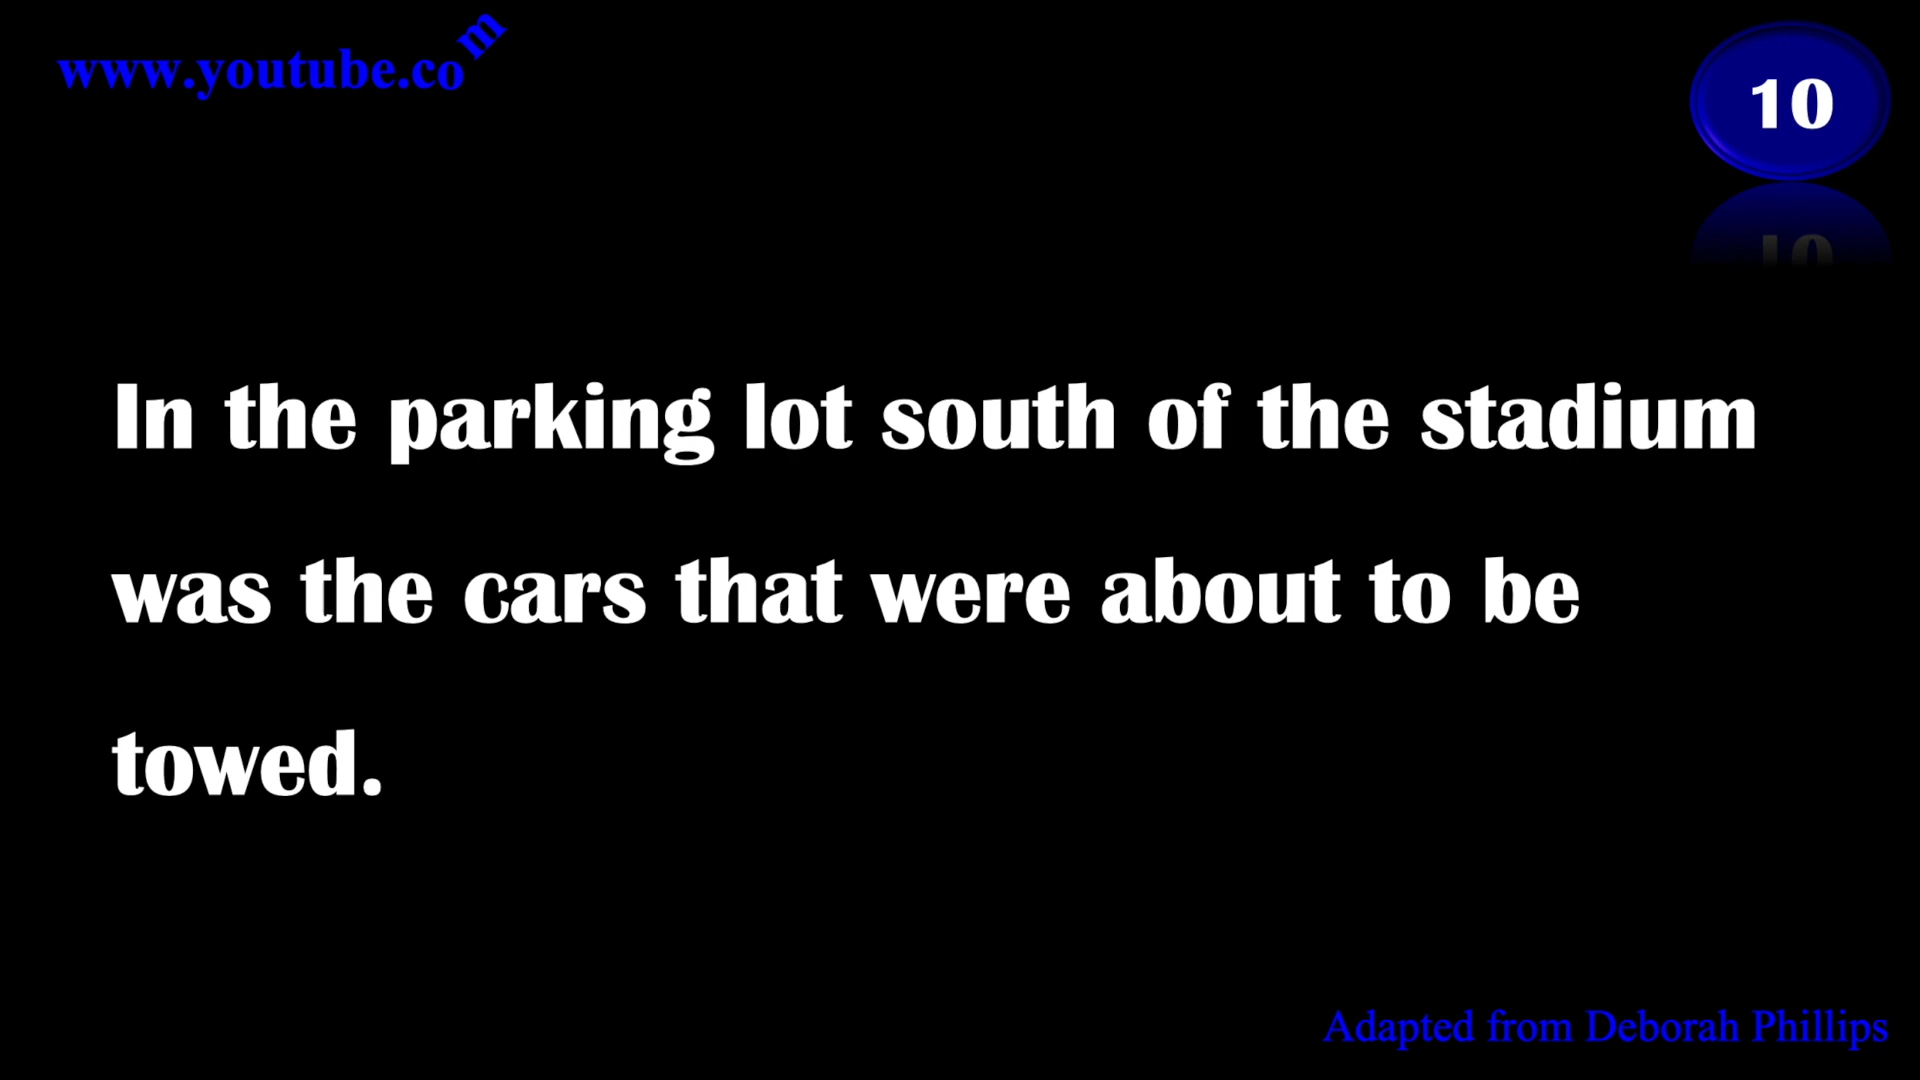 www.youtube.com
10
In the parking lot south of the stadium
was the cars that were about to be
towed.
Adapted from Deborah Phillips